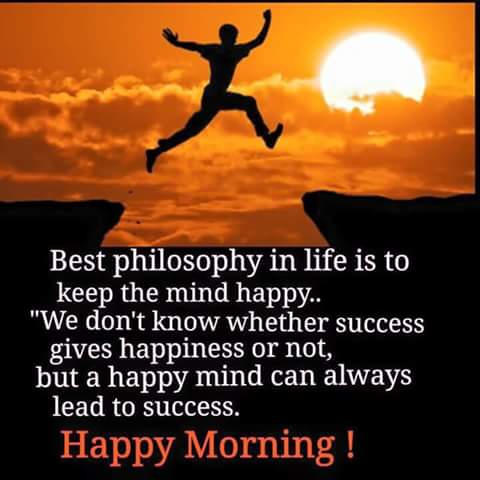 Best philosophy in life is to
keep the mind happy..
"We don't know whether success
gives happiness or not,
but a happy mind can always
lead to success.
Happy Morning !